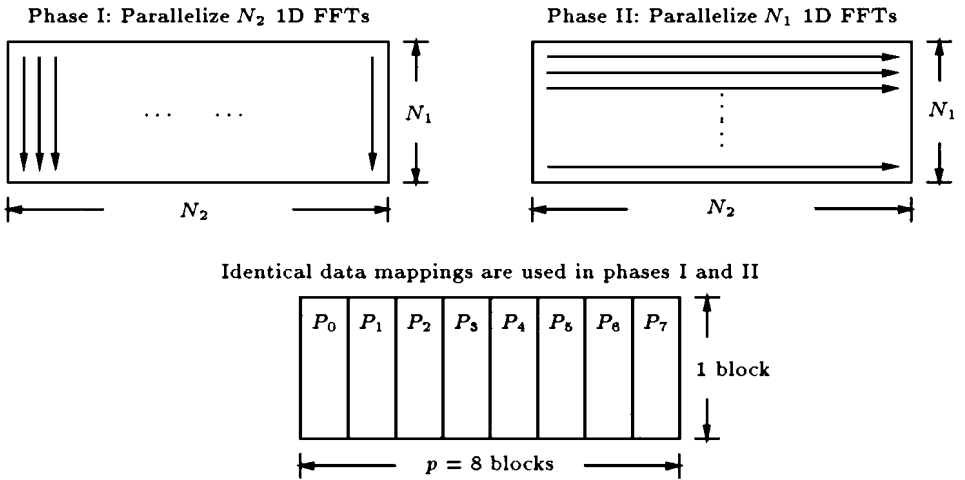 Phase I: Parallelize N₂ 1D FFTs
Phase II: Parallelize N₁ 1D FFTs
... ...
N₁
N₁
N₂
N₂
Identical data mappings are used in phases I and II
P₀ P₁ P₂ P₃ P₄ P₅ P₆ P₇
1 block
p = 8 blocks